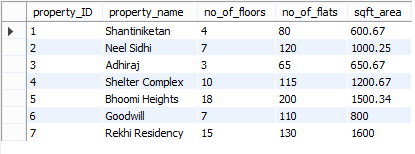 property_ID property_name no_of_floors no_of_flats sqft_area
1 Shantiniketan 4 80 600.67
2 Neel Sidhi 7 120 1000.25
3 Adhiraj 3 65 650.67
4 Shelter Complex 10 115 1200.67
5 Bhoomi Heights 18 200 1500.34
6 Goodwill 7 110 800
7 Rekhi Residency 15 130 1600